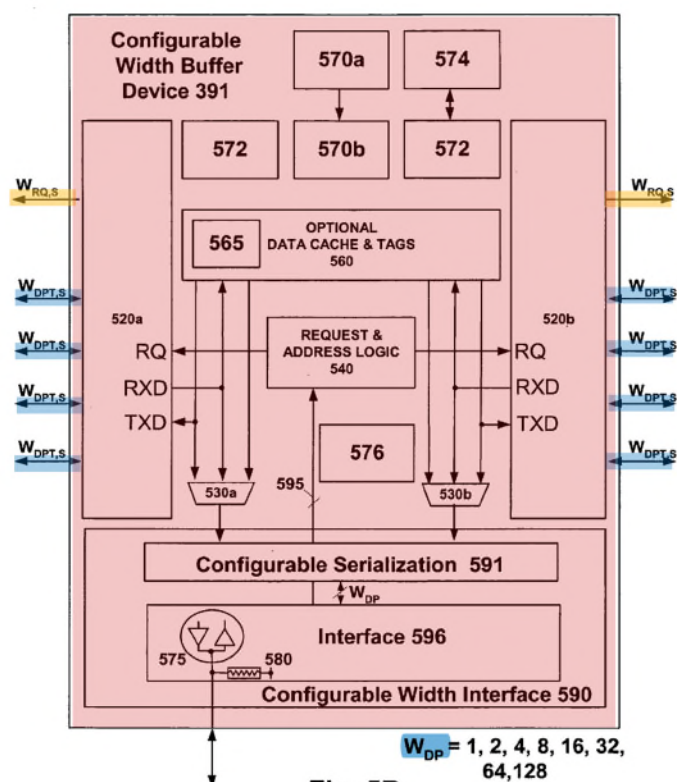 Configurable
Width Buffer
Device 391
570a
574
572
570b
572
W_RQ,S
W_RQ,S
565
OPTIONAL
DATA CACHE & TAGS
560
W_DPT,S
W_DPT,S
520a
520b
W_DPT,S
W_DPT,S
RQ
REQUEST &
ADDRESS LOGIC
540
RQ
RXD
RXD
W_DPT,S
W_DPT,S
TXD
TXD
W_DPT,S
W_DPT,S
576
595
530a
530b
Configurable Serialization 591
W_DP
Interface 596
575
580
Configurable Width Interface 590
W_DP = 1, 2, 4, 8, 16, 32,
64,128